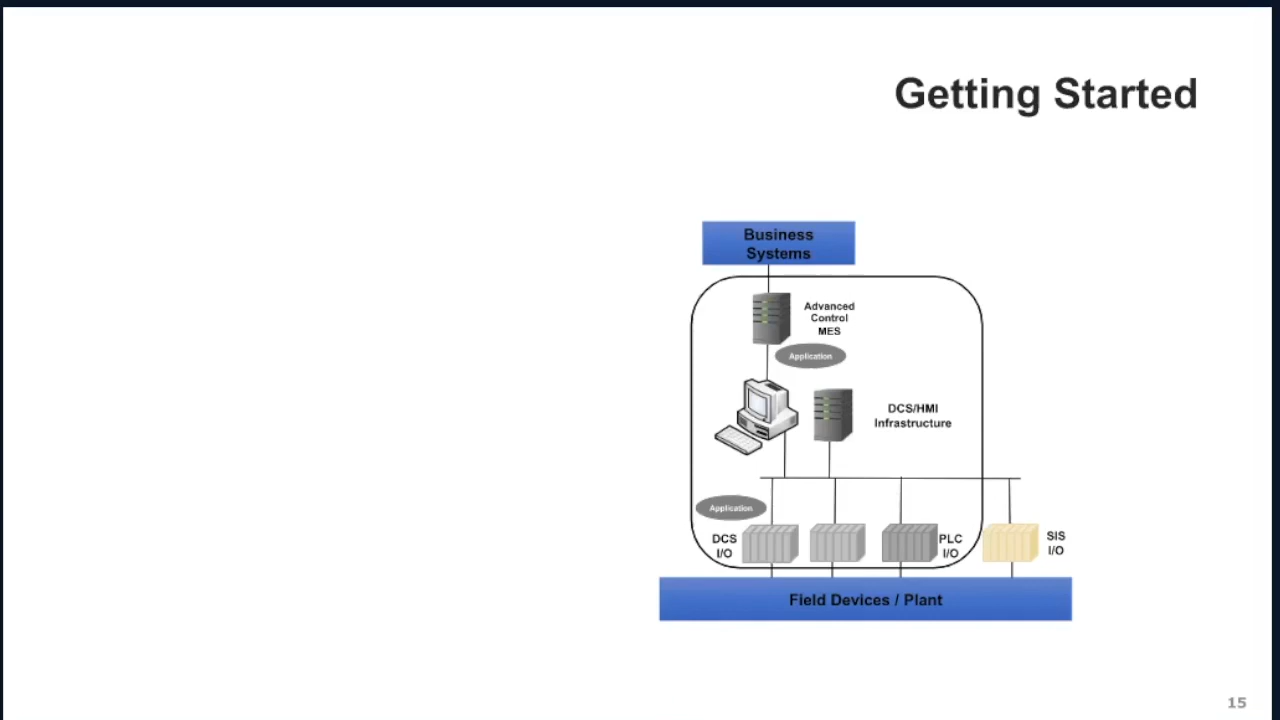 Getting Started
Business
Systems
Advanced
Control
MES
Application
DCS/HMI
Infrastructure
Application
DCS
I/O
PLC
I/O
SIS
I/O
Field Devices / Plant
15